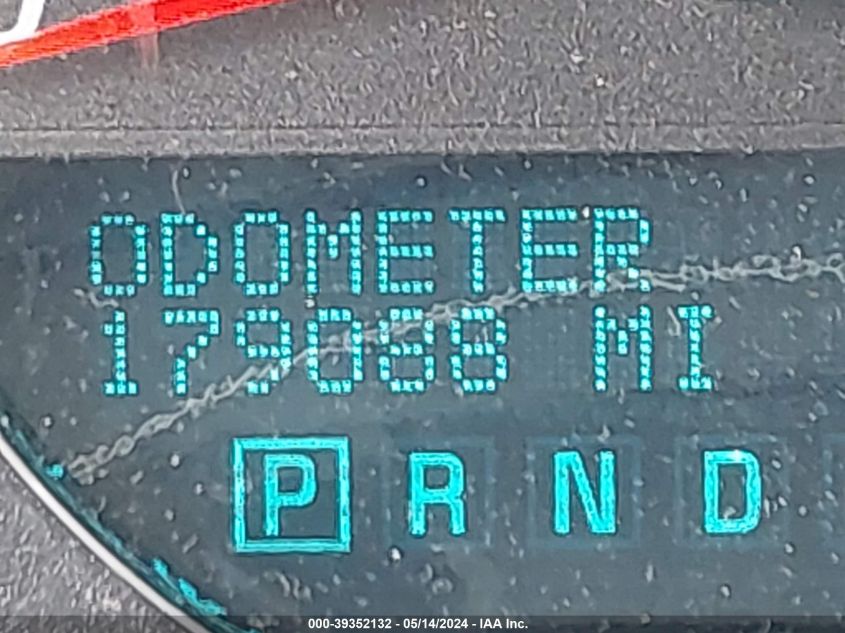 ODOMETER
179088 MI
P R N D
000-39352132 - 05/14/2024 - IAA Inc.